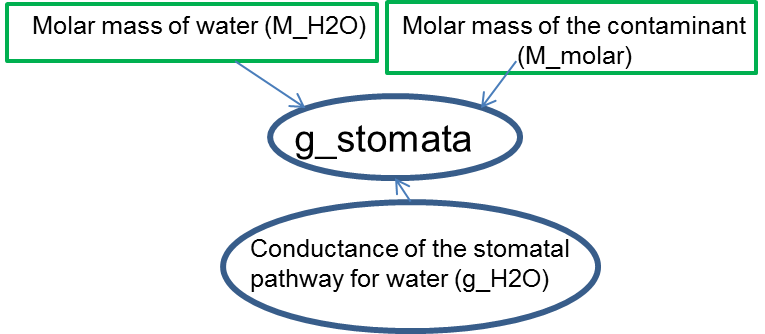 Molar mass of water (M_H2O)
Molar mass of the contaminant
(M_molar)
g_stomata
Conductance of the stomatal
pathway for water (g_H2O)